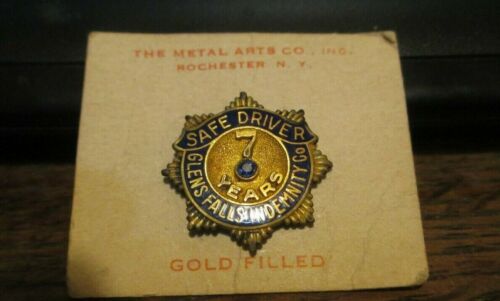 THE METAL ARTS CO., INC.
ROCHESTER N. Y.
SAFE DRIVER
7
YEARS
GLENS FALLS INDEMNITY Co
GOLD FILLED